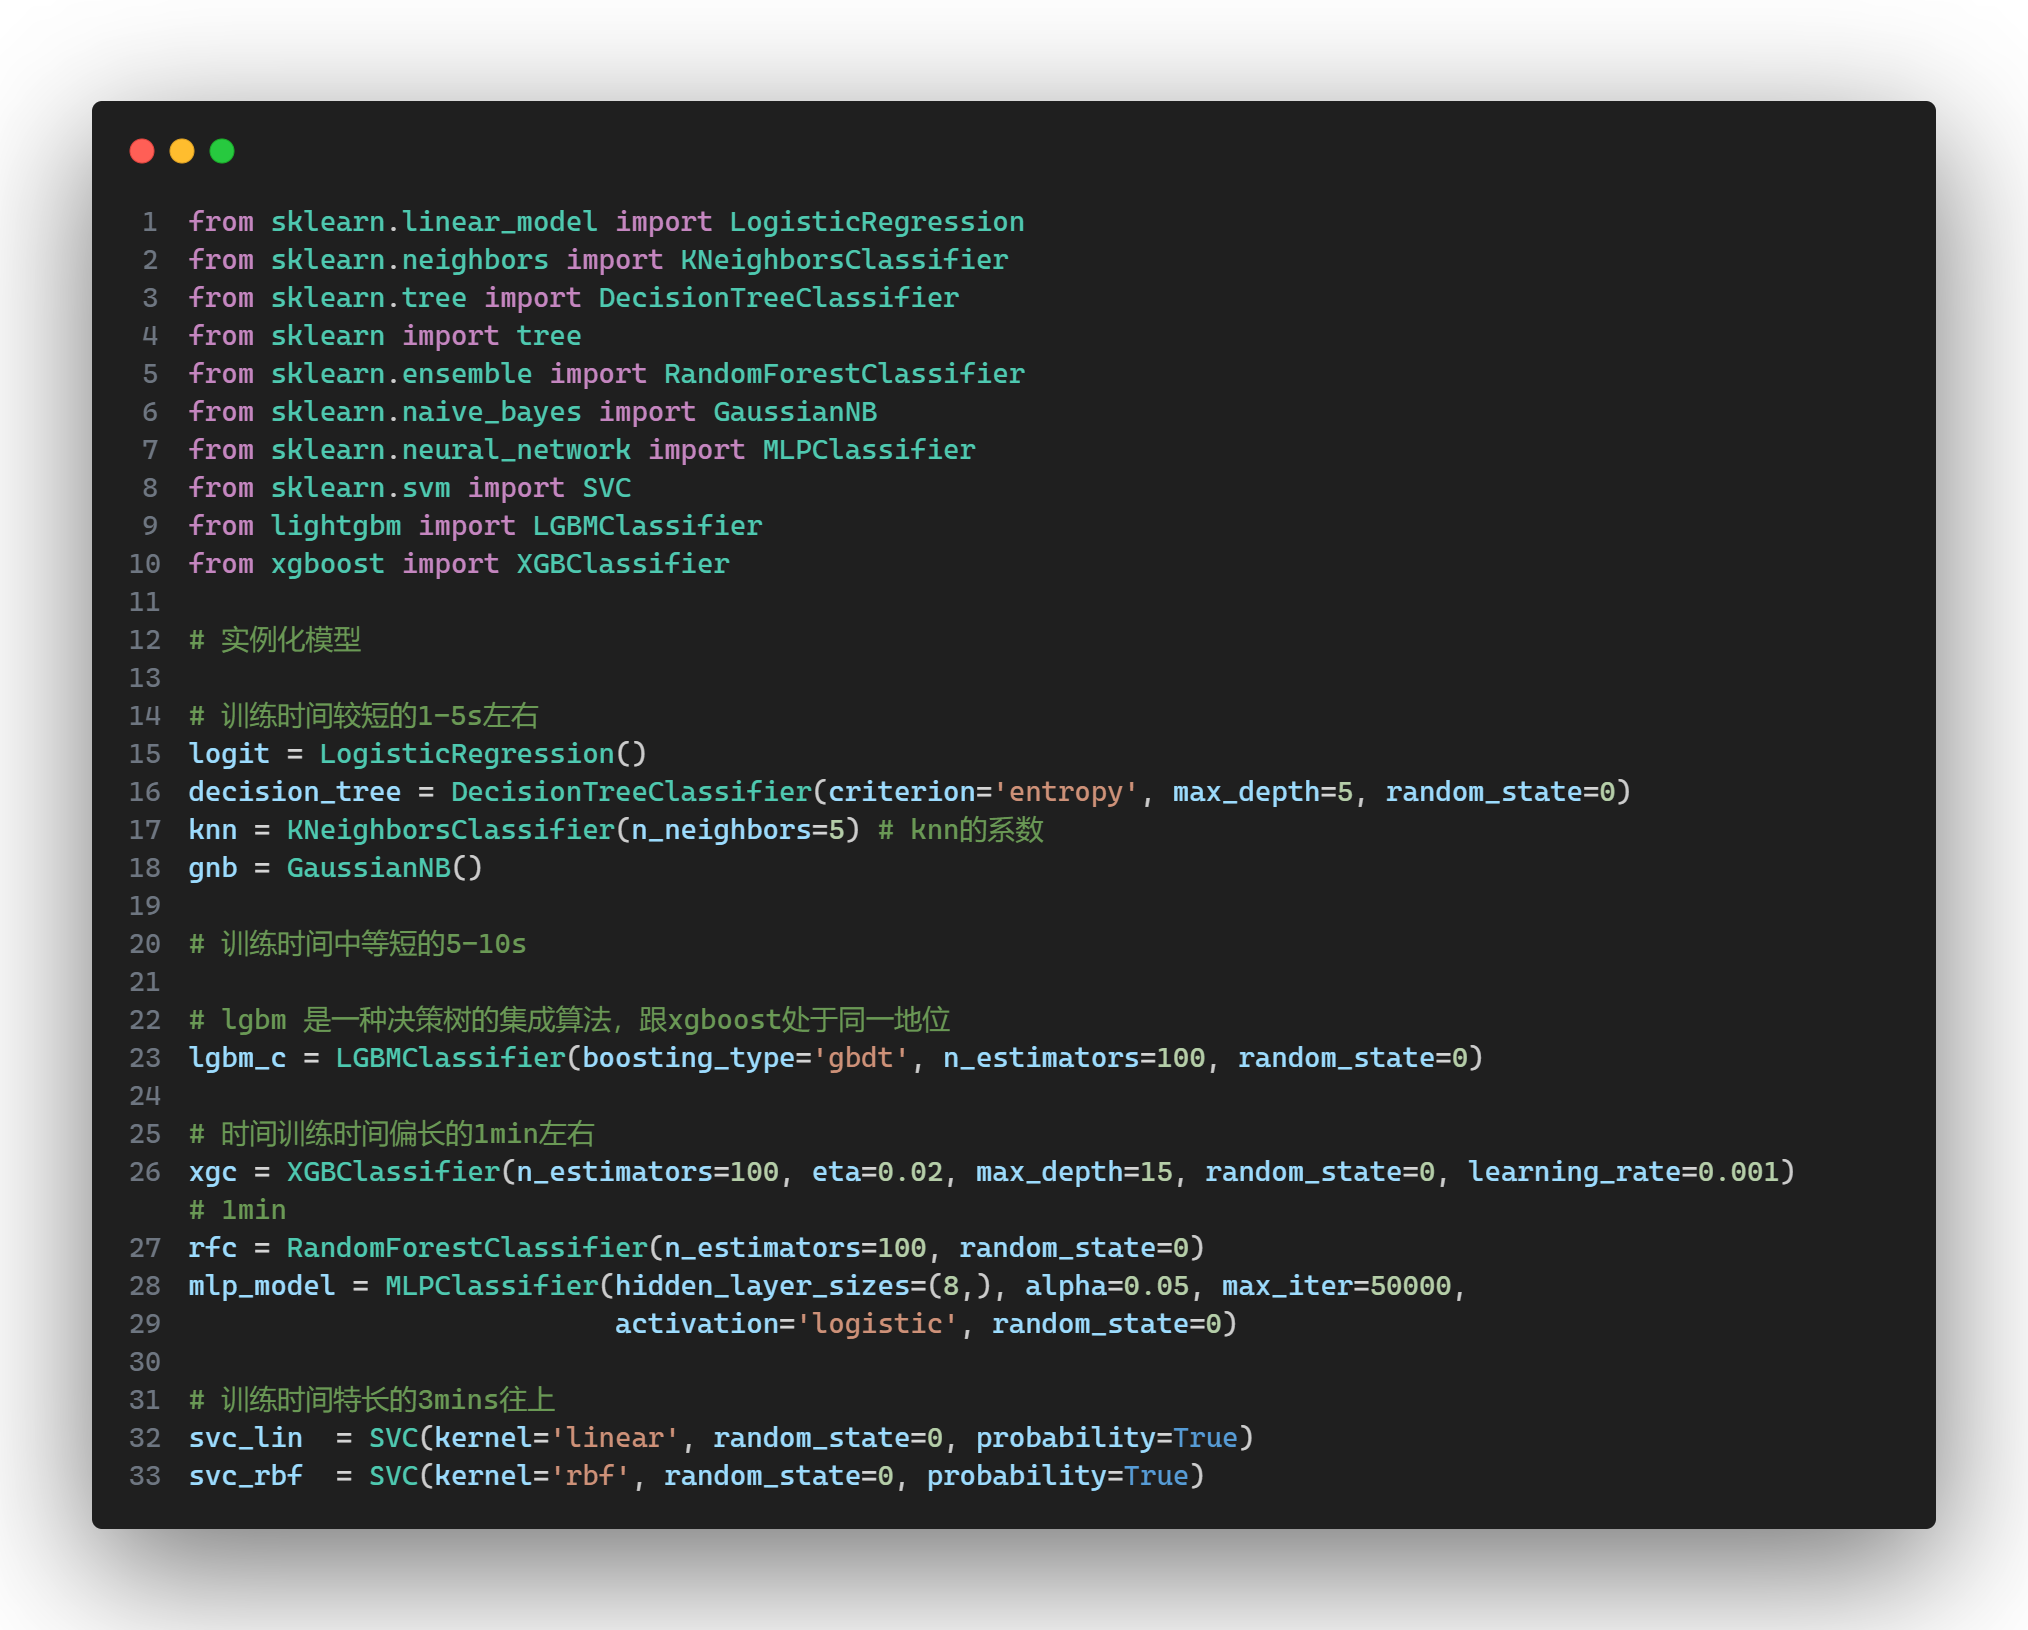 1 from sklearn.linear_model import LogisticRegression
2 from sklearn.neighbors import KNeighborsClassifier
3 from sklearn.tree import DecisionTreeClassifier
4 from sklearn import tree
5 from sklearn.ensemble import RandomForestClassifier
6 from sklearn.naive_bayes import GaussianNB
7 from sklearn.neural_network import MLPClassifier
8 from sklearn.svm import SVC
9 from lightgbm import LGBMClassifier
10 from xgboost import XGBClassifier
11
12 # 实例化模型
13
14 # 训练时间较短的1-5s左右
15 logit = LogisticRegression()
16 decision_tree = DecisionTreeClassifier(criterion='entropy', max_depth=5, random_state=0)
17 knn = KNeighborsClassifier(n_neighbors=5) # knn的系数
18 gnb = GaussianNB()
19
20 # 训练时间中等短的5-10s
21
22 # lgbm 是一种决策树的集成算法，跟xgboost处于同一地位
23 lgbm_c = LGBMClassifier(boosting_type='gbdt', n_estimators=100, random_state=0)
24
25 # 时间训练时间偏长的1min左右
26 xgc = XGBClassifier(n_estimators=100, eta=0.02, max_depth=15, random_state=0, learning_rate=0.001)
# 1min
27 rfc = RandomForestClassifier(n_estimators=100, random_state=0)
28 mlp_model = MLPClassifier(hidden_layer_sizes=(8,), alpha=0.05, max_iter=50000,
29                           activation='logistic', random_state=0)
30
31 # 训练时间特长的3mins往上
32 svc_lin  = SVC(kernel='linear', random_state=0, probability=True)
33 svc_rbf  = SVC(kernel='rbf', random_state=0, probability=True)